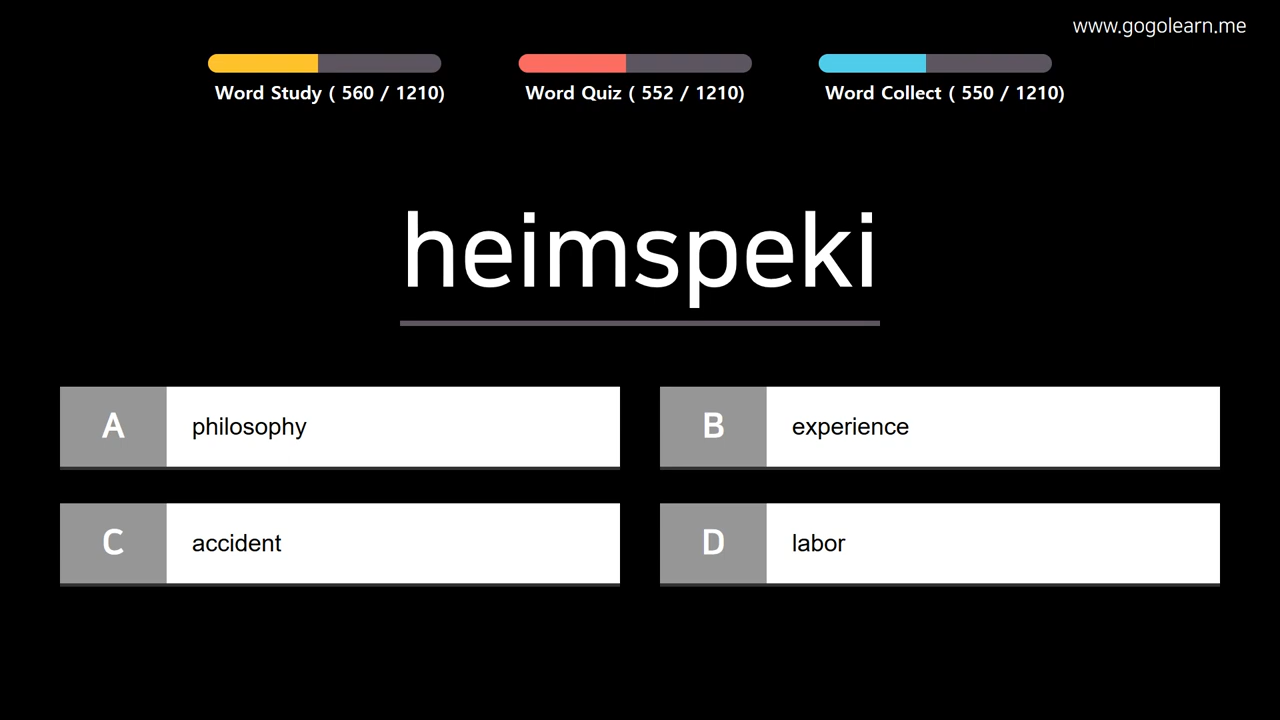 www.gogolearn.me
Word Study ( 560 / 1210)
Word Quiz ( 552 / 1210)
Word Collect ( 550 / 1210)
heimspeki
A philosophy
B experience
C accident
D labor